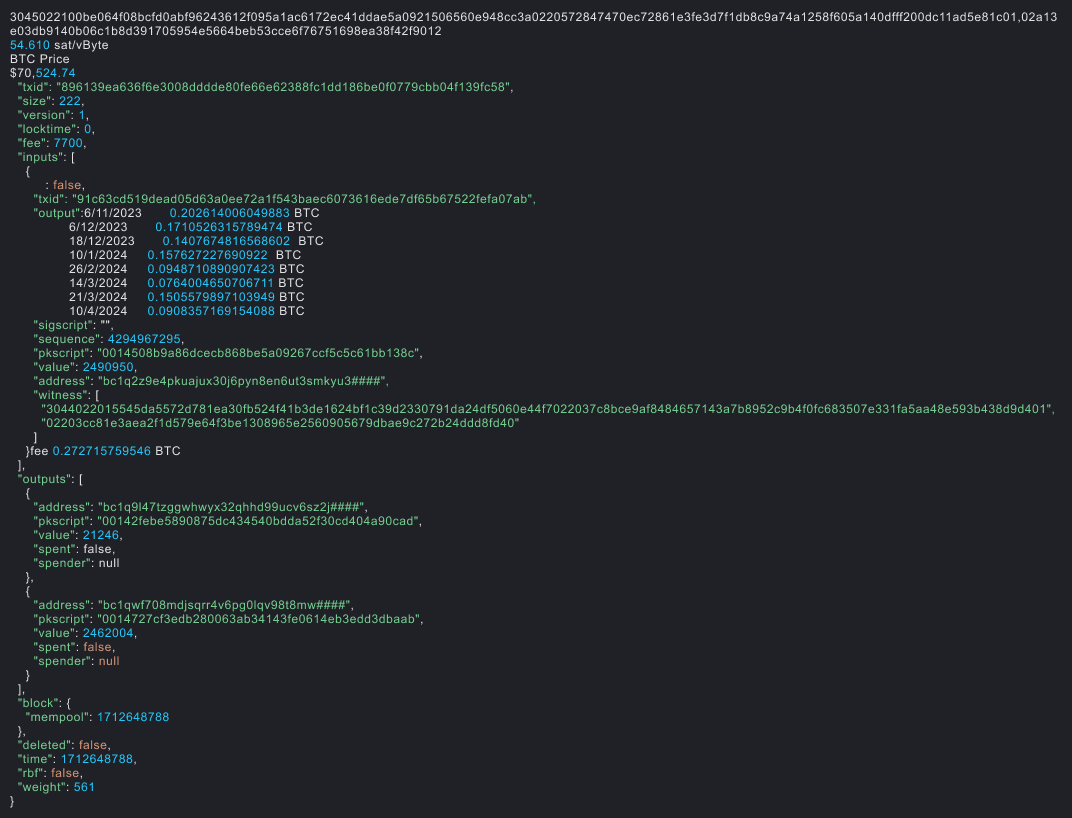 3045022100be064f08bcfd0abf96243612f095a1ac6172ec41ddae5a0921506560e948cc3a0220572847470ec72861e3fe3d7f1db8c9a74a1258f605a140dfff200dc11ad5e81c01,02a13
e03db9140b06c1b8d391705954e5664beb53cce6f76751698ea38f42f9012
54.610 sat/vByte
BTC Price
$70,524.74
"txid": "896139ea636f6e3008dddde80fe66e62388fc1dd186be0f0779cbb04f139fc58",
"size": 222,
"version": 1,
"locktime": 0,
"fee": 7700,
"inputs": [
{
: false,
"txid": "91c63cd519dead05d63a0ee72a1f543baec6073616ede7df65b67522fefa07ab",
"output":6/11/2023 0.202614006049883 BTC
6/12/2023 0.1710526315789474 BTC
18/12/2023 0.1407674816568602 BTC
10/1/2024 0.157627227690922 BTC
26/2/2024 0.0948710890907423 BTC
14/3/2024 0.0764004650706711 BTC
21/3/2024 0.1505579897103949 BTC
10/4/2024 0.0908357169154088 BTC
"sigscript": "",
"sequence": 4294967295,
"pkscript": "0014508b9a86dcecb868be5a09267ccf5c5c61bb138c",
"value": 2490950,
"address": "bc1q2z9e4pkuajux30j6pyn8en6ut3smkyu3####",
"witness": [
"3044022015545da5572d781ea30fb524f41b3de1624bf1c39d2330791da24df5060e44f7022037c8bce9af8484657143a7b8952c9b4f0fc683507e331fa5aa48e593b438d9d401",
"02203cc81e3aea2f1d579e64f3be1308965e2560905679dbae9c272b24ddd8fd40"
]
}fee 0.272715759546 BTC
],
"outputs": [
{
"address": "bc1q9l47tzggwhwyx32qhhd99ucv6sz2j####",
"pkscript": "00142febe5890875dc434540bdda52f30cd404a90cad",
"value": 21246,
"spent": false,
"spender": null
},
{
"address": "bc1qwf708mdjsqrr4v6pg0lqv98t8mw####",
"pkscript": "0014727cf3edb280063ab34143fe0614eb3edd3dbaab",
"value": 2462004,
"spent": false,
"spender": null
}
],
"block": {
"mempool": 1712648788
},
"deleted": false,
"time": 1712648788,
"rbf": false,
"weight": 561
}